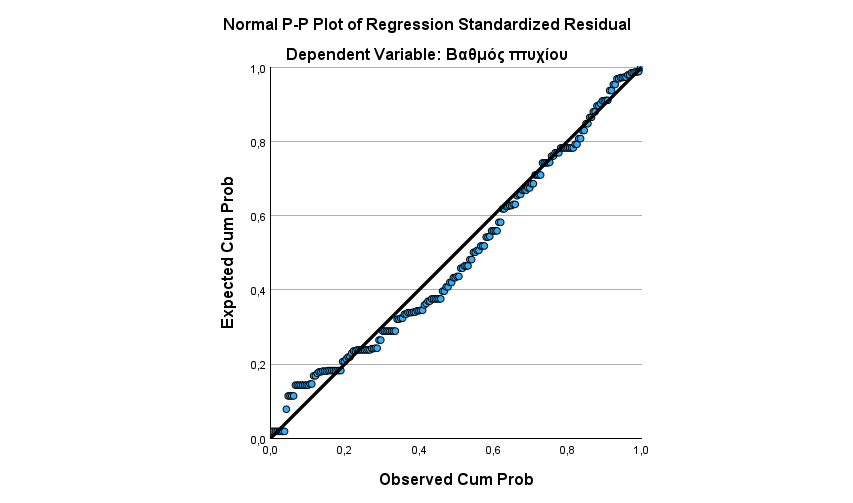 Normal P-P Plot of Regression Standardized Residual
Dependent Variable: Βαθμός πτυχίου
1,0
0,8
0,6
0,4
0,2
0,0
Expected Cum Prob
0,0 0,2 0,4 0,6 0,8 1,0
Observed Cum Prob